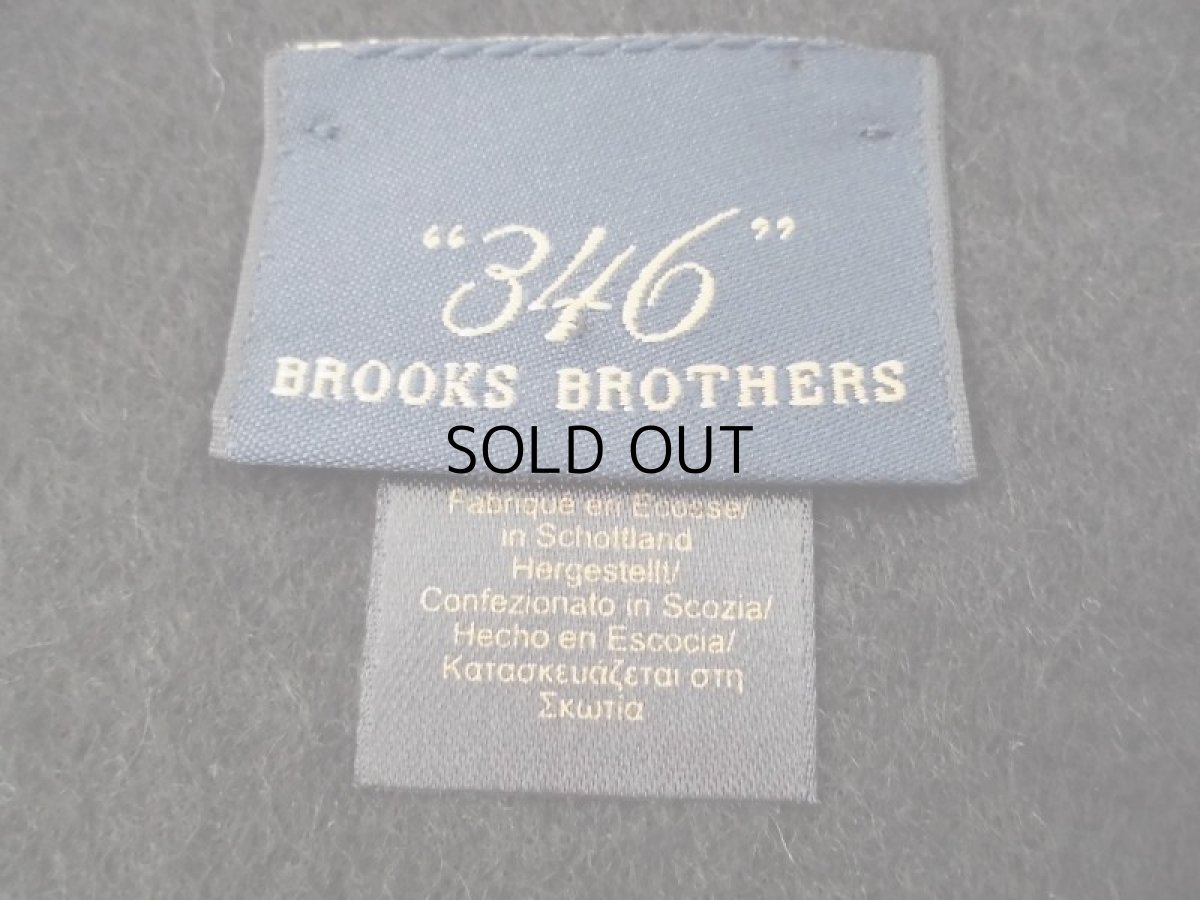 “346”
BROOKS BROTHERS
SOLD OUT
Fabriqué en Ecosse/
in Schottland
Hergestellt/
Confezionato in Scozia/
Hecho en Escocia/
Κατασκευάζεται στη
Σκωτία